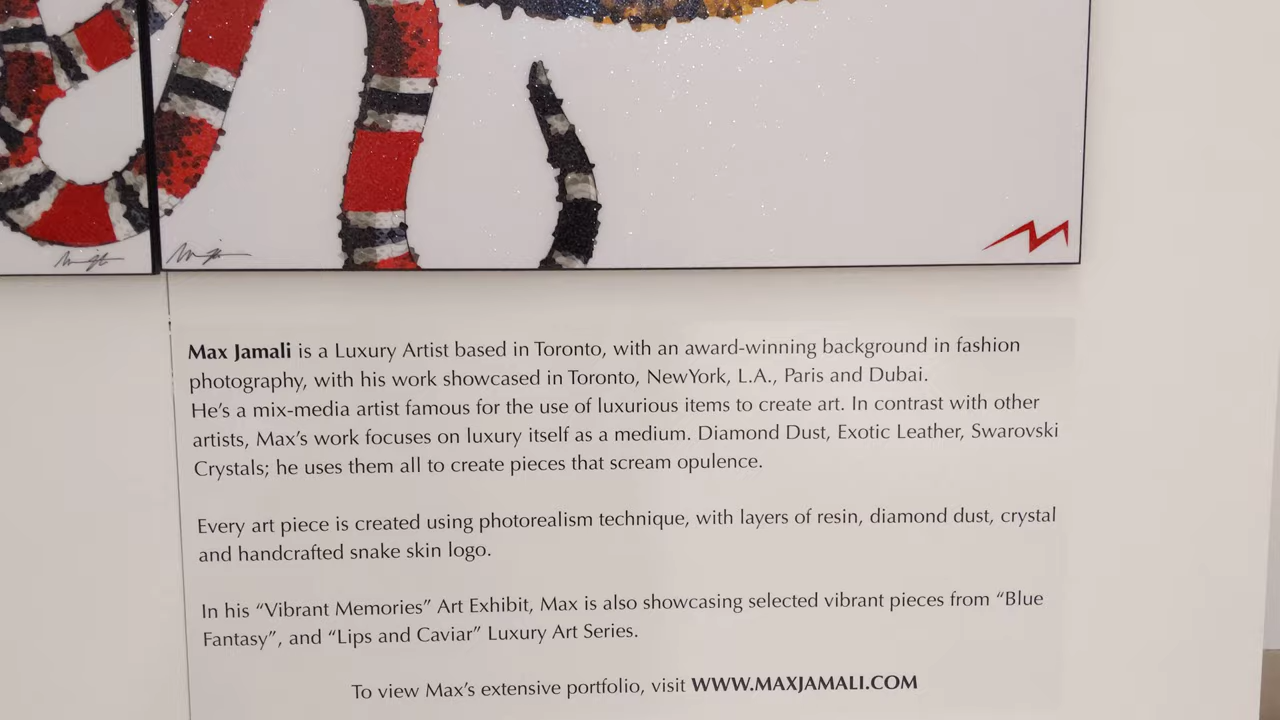 Max Jamali is a Luxury Artist based in Toronto, with an award-winning background in fashion
photography, with his work showcased in Toronto, NewYork, L.A., Paris and Dubai.
He's a mix-media artist famous for the use of luxurious items to create art. In contrast with other
artists, Max's work focuses on luxury itself as a medium. Diamond Dust, Exotic Leather, Swarovski
Crystals; he uses them all to create pieces that scream opulence.
Every art piece is created using photorealism technique, with layers of resin, diamond dust, crystal
and handcrafted snake skin logo.
In his “Vibrant Memories” Art Exhibit, Max is also showcasing selected vibrant pieces from “Blue
Fantasy”, and “Lips and Caviar” Luxury Art Series.
To view Max's extensive portfolio, visit WWW.MAXJAMALI.COM